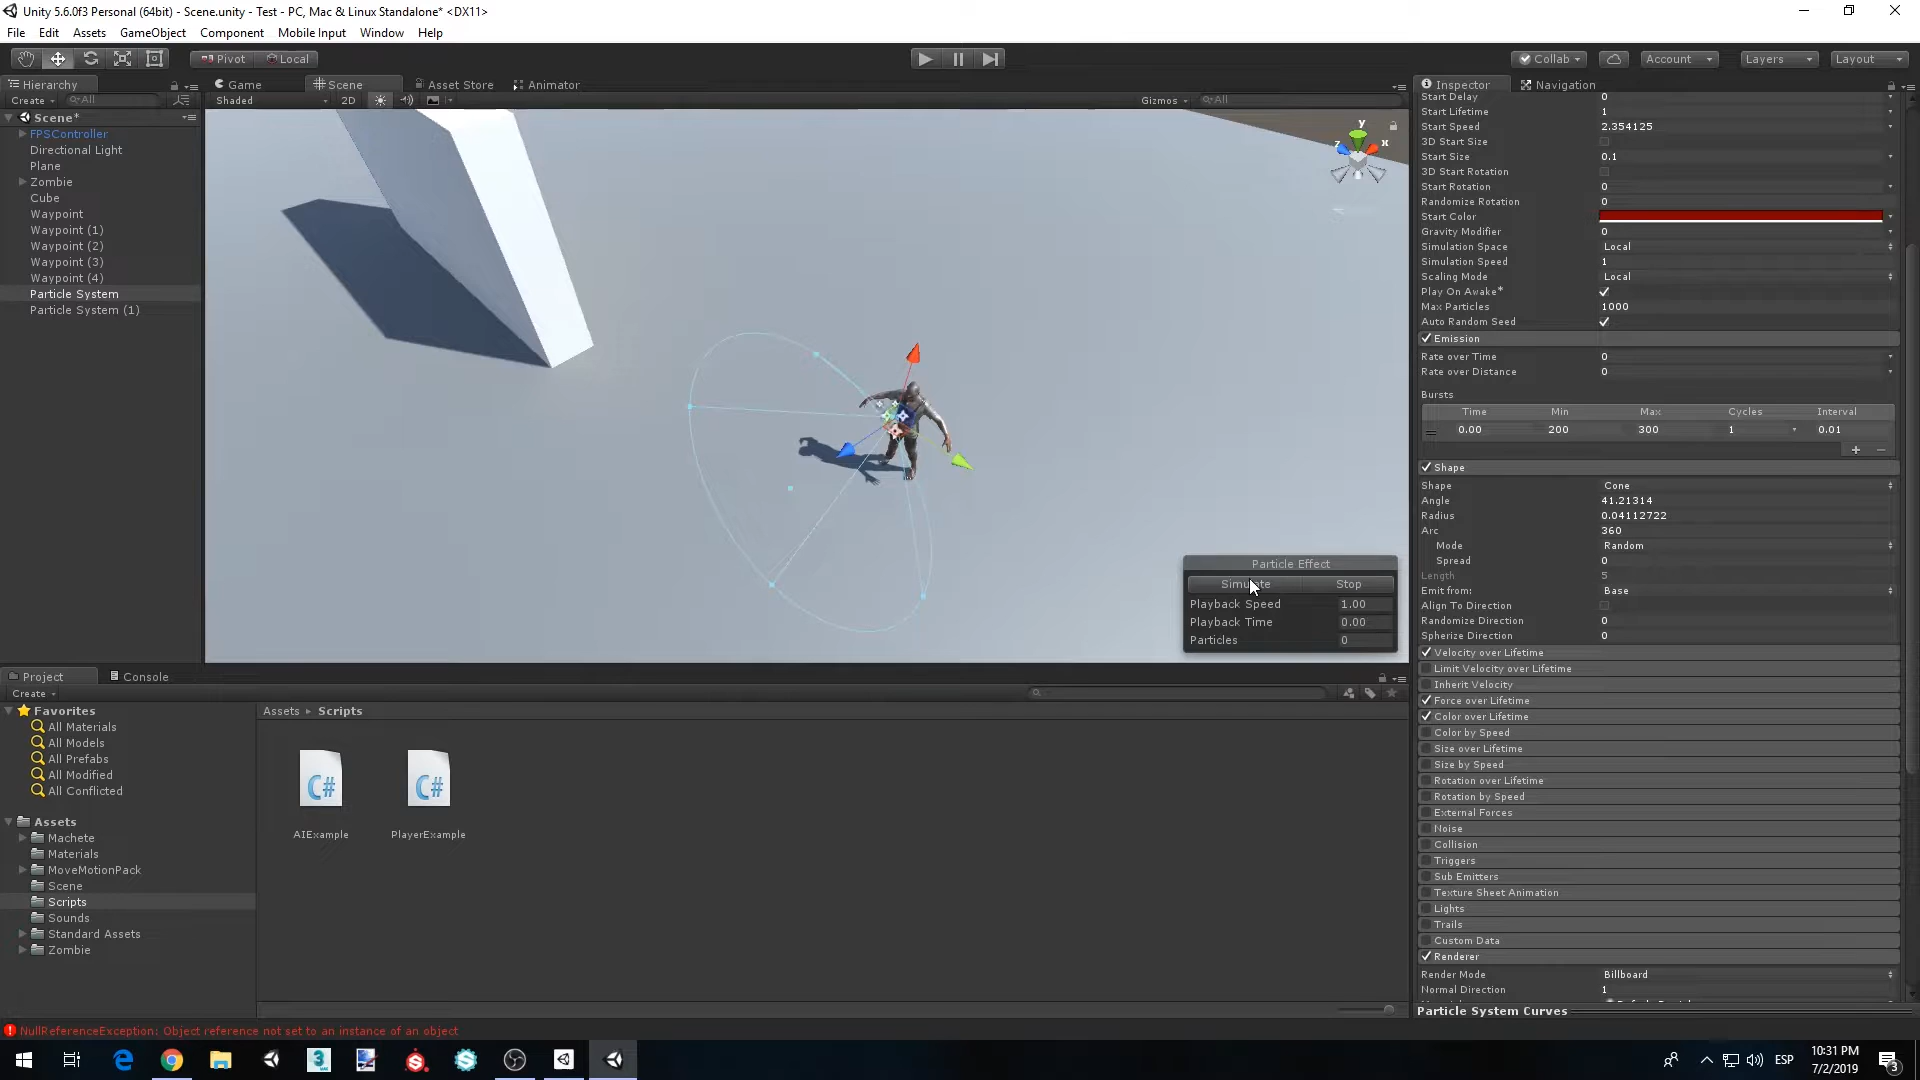 Unity 5.6.0f3 Personal (64bit) - Scene.unity - Test - PC, Mac & Linux Standalone* <DX11>
File Edit Assets GameObject Component Mobile Input Window Help
Pivot Local
Collab Account Layers Layout
Hierarchy
Create All
Scene*
FPSController
Directional Light
Plane
Zombie
Cube
Waypoint
Waypoint (1)
Waypoint (2)
Waypoint (3)
Waypoint (4)
Particle System
Particle System (1)
Game Scene Asset Store Animator
Shaded 2D Gizmos All
y
z x
Particle Effect
Simulate Stop
Playback Speed 1.00
Playback Time 0.00
Particles 0
Inspector Navigation
Start Delay 0
Start Lifetime 1
Start Speed 2.354125
3D Start Size
Start Size 0.1
3D Start Rotation
Start Rotation 0
Randomize Rotation 0
Start Color
Gravity Modifier 0
Simulation Space Local
Simulation Speed 1
Scaling Mode Local
Play On Awake*
Max Particles 1000
Auto Random Seed
Emission
Rate over Time 0
Rate over Distance 0
Bursts
Time Min Max Cycles Interval
0.00 200 300 1 0.01
Shape
Shape Cone
Angle 41.21314
Radius 0.04112722
Arc 360
Mode Random
Spread 0
Length 5
Emit from: Base
Align To Direction
Randomize Direction 0
Spherize Direction 0
Velocity over Lifetime
Limit Velocity over Lifetime
Inherit Velocity
Force over Lifetime
Color over Lifetime
Color by Speed
Size over Lifetime
Size by Speed
Rotation over Lifetime
Rotation by Speed
External Forces
Noise
Collision
Triggers
Sub Emitters
Texture Sheet Animation
Lights
Trails
Custom Data
Renderer
Render Mode Billboard
Normal Direction 1
Particle System Curves
Project Console
Create
Favorites
All Materials
All Models
All Prefabs
All Modified
All Conflicted
Assets
Machete
Materials
MoveMotionPack
Scene
Scripts
Sounds
Standard Assets
Zombie
Assets Scripts
C# C#
AIExample PlayerExample
NullReferenceException: Object reference not set to an instance of an object
ESP
10:31 PM
7/2/2019
3